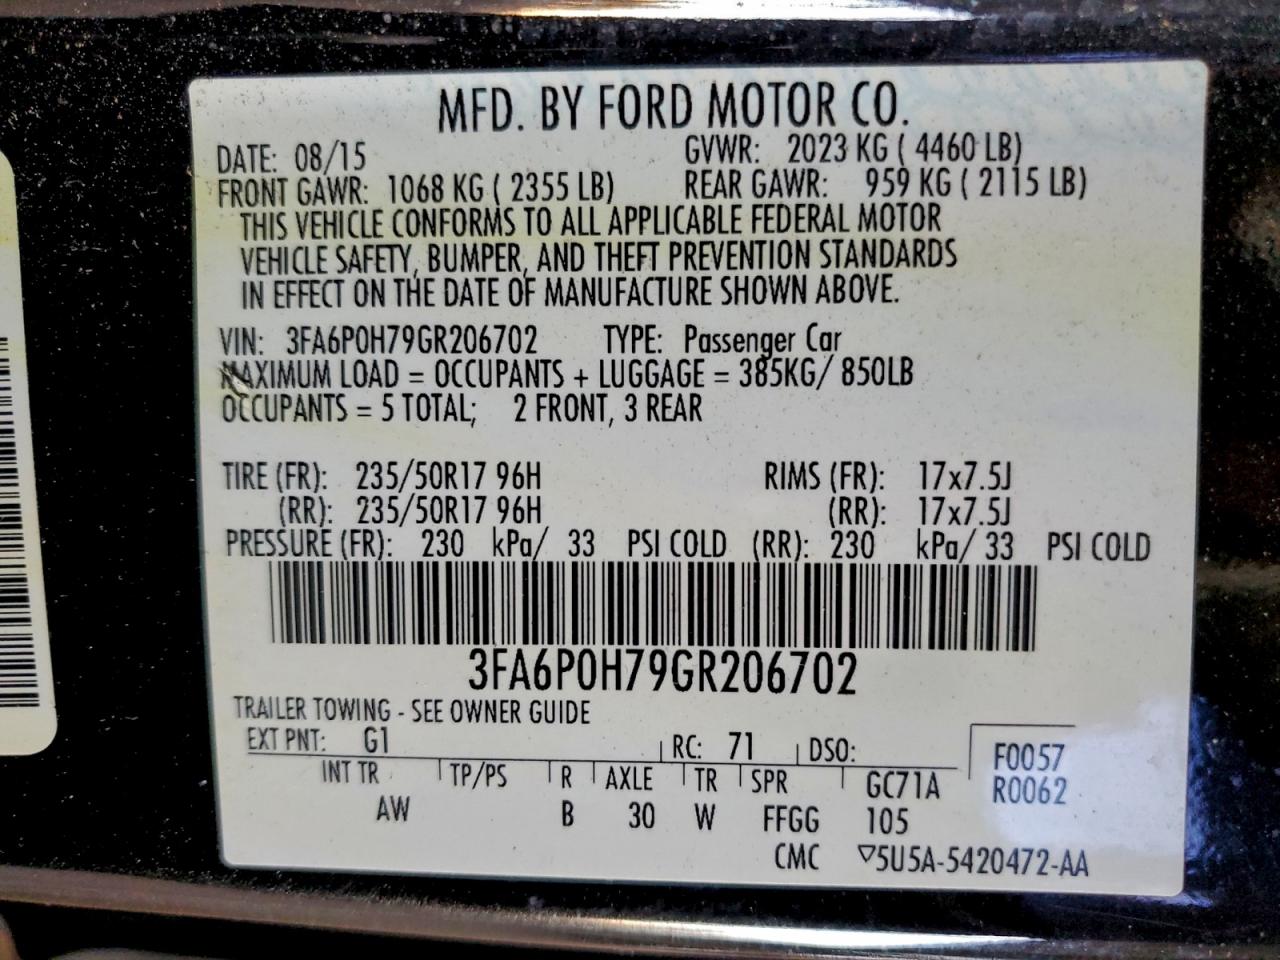 MFD. BY FORD MOTOR CO.
DATE: 08/15 GVWR: 2023 KG ( 4460 LB)
FRONT GAWR: 1068 KG ( 2355 LB) REAR GAWR: 959 KG ( 2115 LB)
THIS VEHICLE CONFORMS TO ALL APPLICABLE FEDERAL MOTOR
VEHICLE SAFETY, BUMPER, AND THEFT PREVENTION STANDARDS
IN EFFECT ON THE DATE OF MANUFACTURE SHOWN ABOVE.
VIN: 3FA6P0H79GR206702 TYPE: Passenger Car
MAXIMUM LOAD = OCCUPANTS + LUGGAGE = 385KG/ 850LB
OCCUPANTS = 5 TOTAL; 2 FRONT, 3 REAR
TIRE (FR): 235/50R17 96H RIMS (FR): 17x7.5J
(RR): 235/50R17 96H (RR): 17x7.5J
PRESSURE (FR): 230 kPa/ 33 PSI COLD (RR): 230 kPa/ 33 PSI COLD
3FA6P0H79GR206702
TRAILER TOWING - SEE OWNER GUIDE
EXT PNT: G1 RC: 71 DSO: F0057
INT TR TP/PS R AXLE TR SPR GC71A R0062
AW B 30 W FFGG 105
CMC ▽5U5A-5420472-AA